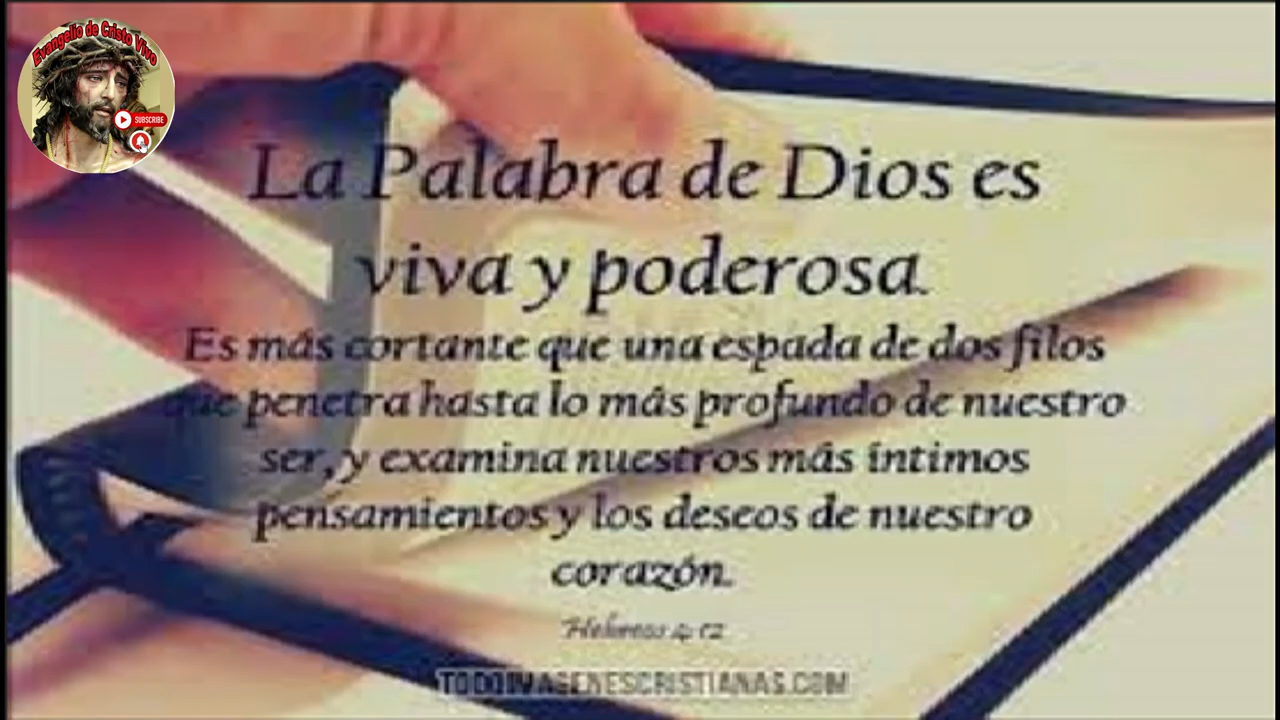 Evangelio de Cristo Vivo
SUBSCRIBE
La Palabra de Dios es
viva y poderosa.
Es más cortante que una espada de dos filos
que penetra hasta lo más profundo de nuestro
ser, y examina nuestros más íntimos
pensamientos y los deseos de nuestro
corazón.
Hebreos 4:12
TODOIMAGENESCRISTIANAS.COM